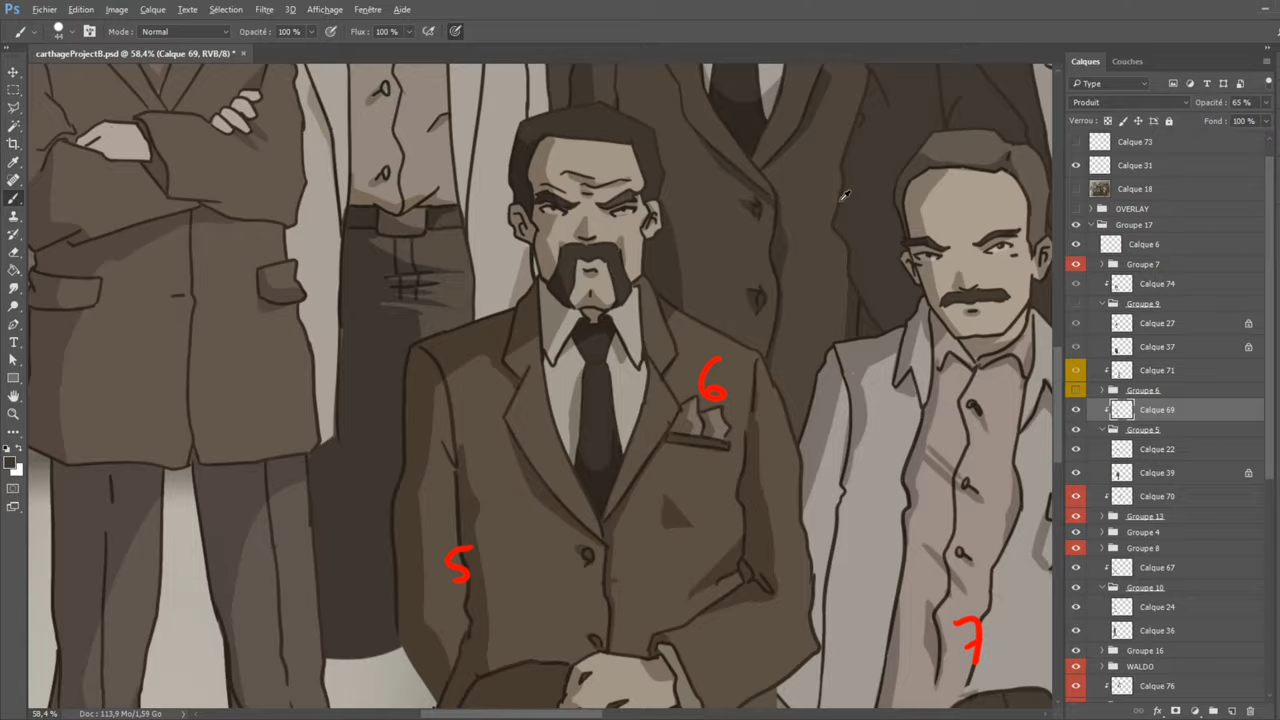 Ps Fichier Edition Image Calque Texte Sélection Filtre 3D Affichage Fenêtre Aide
44 Mode : Normal Opacité : 100 % Flux : 100 %
carthageProjectB.psd @ 58,4% (Calque 69, RVB/8) * ×
Calques Couches
Type
Produit Opacité : 65 %
Verrou : Fond : 100 %
Calque 73
Calque 31
Calque 18
OVERLAY
Groupe 17
Calque 6
Groupe 7
Calque 74
Groupe 9
Calque 27
Calque 37
Calque 71
Groupe 6
Calque 69
Groupe 5
Calque 22
Calque 39
Calque 70
Groupe 13
Groupe 4
Groupe 8
Calque 67
Groupe 10
Calque 24
Calque 36
Groupe 16
WALDO
Calque 76
6
5
7
58,4 % Doc : 113,9 Mo/1,59 Go